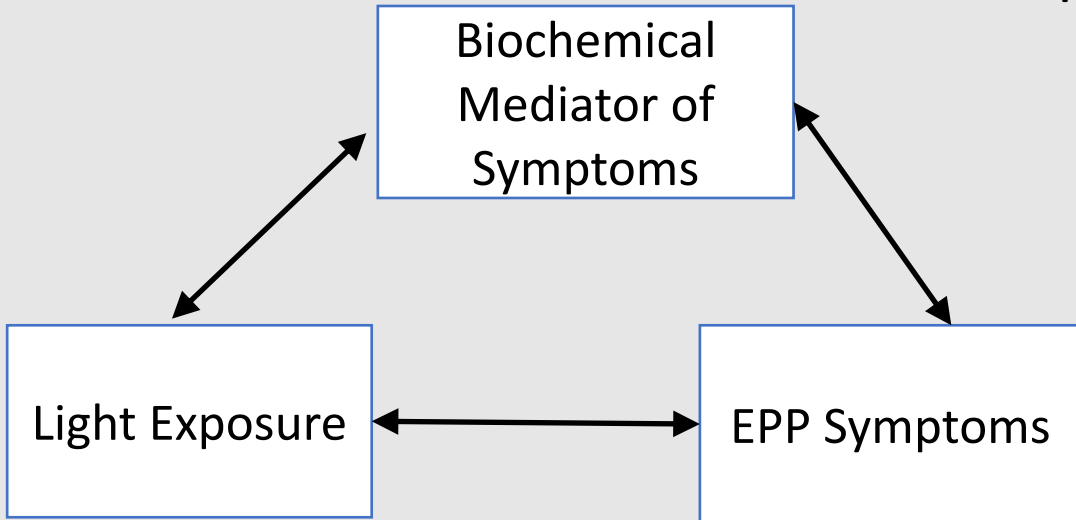 Biochemical
Mediator of
Symptoms
Light Exposure
EPP Symptoms